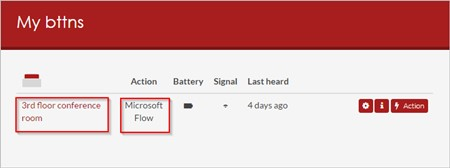 My bttns
Action Battery Signal Last heard
3rd floor conference room Microsoft Flow 4 days ago Action